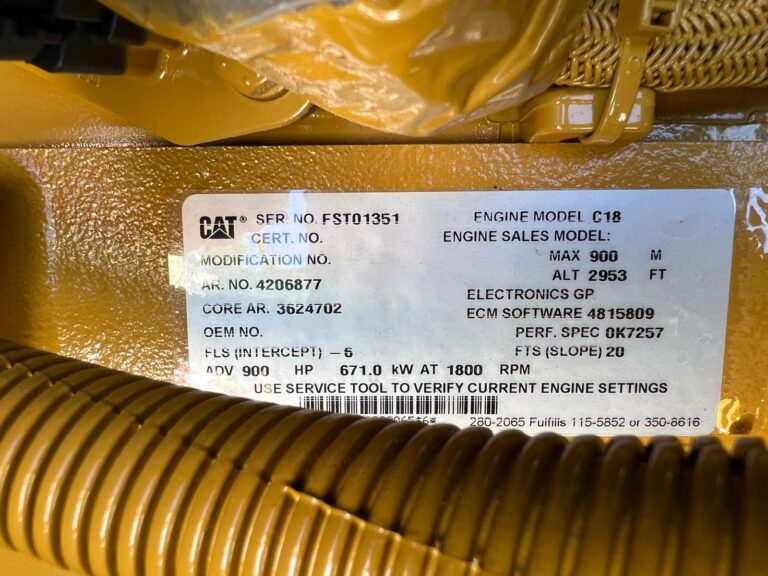 CAT® SER. NO. FST01351 ENGINE MODEL C18
CERT. NO. ENGINE SALES MODEL:
MODIFICATION NO. MAX 900 M
AR. NO. 4206877 ALT 2953 FT
ELECTRONICS GP
CORE AR. 3624702 ECM SOFTWARE 4815809
OEM NO. PERF. SPEC 0K7257
FLS (INTERCEPT) -6 FTS (SLOPE) 20
ADV 900 HP 671.0 kW AT 1800 RPM
USE SERVICE TOOL TO VERIFY CURRENT ENGINE SETTINGS
280-2065 Fulfills 115-5852 or 350-8616